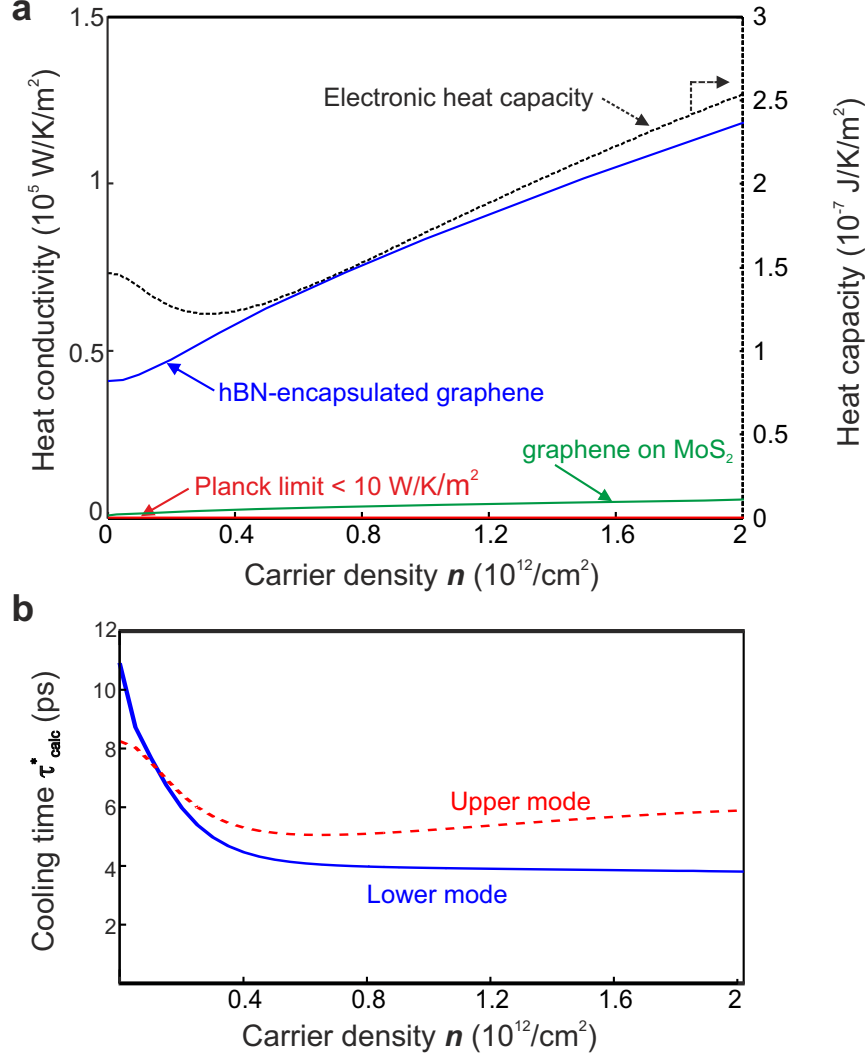 a
1.5
1
0.5
0
Heat conductivity (10⁵ W/K/m²)
3
2.5
2
1.5
1
0.5
0
Heat capacity (10⁻⁷ J/K/m²)
Electronic heat capacity
hBN-encapsulated graphene
graphene on MoS₂
Planck limit < 10 W/K/m²
0 0.4 0.8 1.2 1.6 2
Carrier density n (10¹²/cm²)
b
12
10
8
6
4
2
Cooling time τ*calc (ps)
Upper mode
Lower mode
0.4 0.8 1.2 1.6 2
Carrier density n (10¹²/cm²)